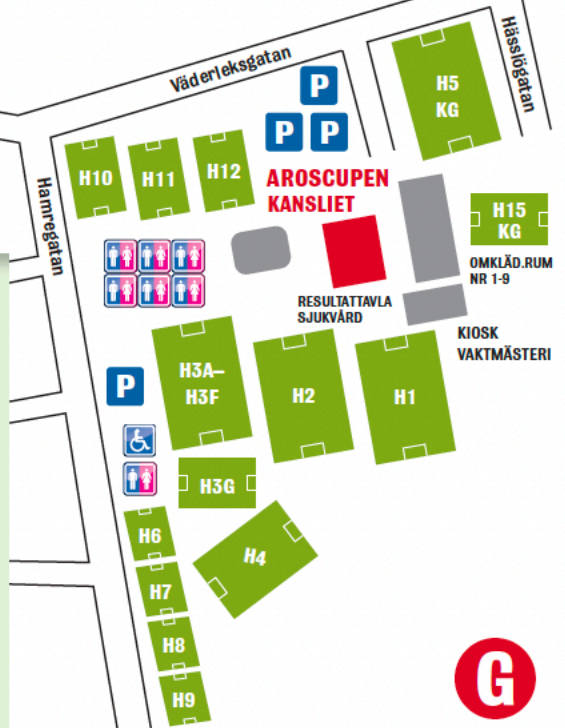 Väderleksgatan
Hässlögatan
Hamregatan
P
P P
H5
KG
H10
H11
H12
AROSCUPEN
KANSLIET
H15
KG
OMKLÄD.RUM
NR 1-9
RESULTATTAVLA
SJUKVÅRD
KIOSK
VAKTMÄSTERI
P
H3A–
H3F
H2
H1
H3G
H6
H4
H7
H8
H9
G